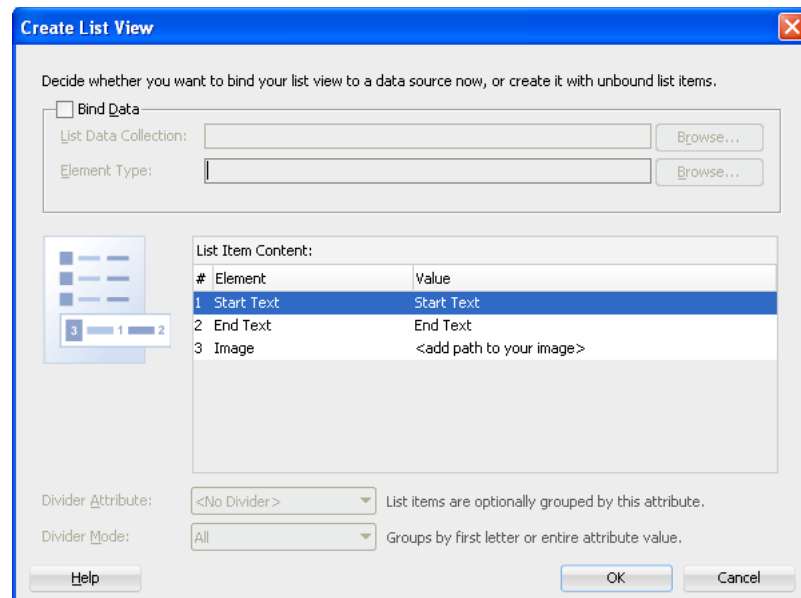 Create List View
Decide whether you want to bind your list view to a data source now, or create it with unbound list items.
Bind Data
List Data Collection: Browse...
Element Type: Browse...
List Item Content:
# Element Value
1 Start Text Start Text
2 End Text End Text
3 Image <add path to your image>
3 1 2
Divider Attribute: <No Divider> List items are optionally grouped by this attribute.
Divider Mode: All Groups by first letter or entire attribute value.
Help OK Cancel